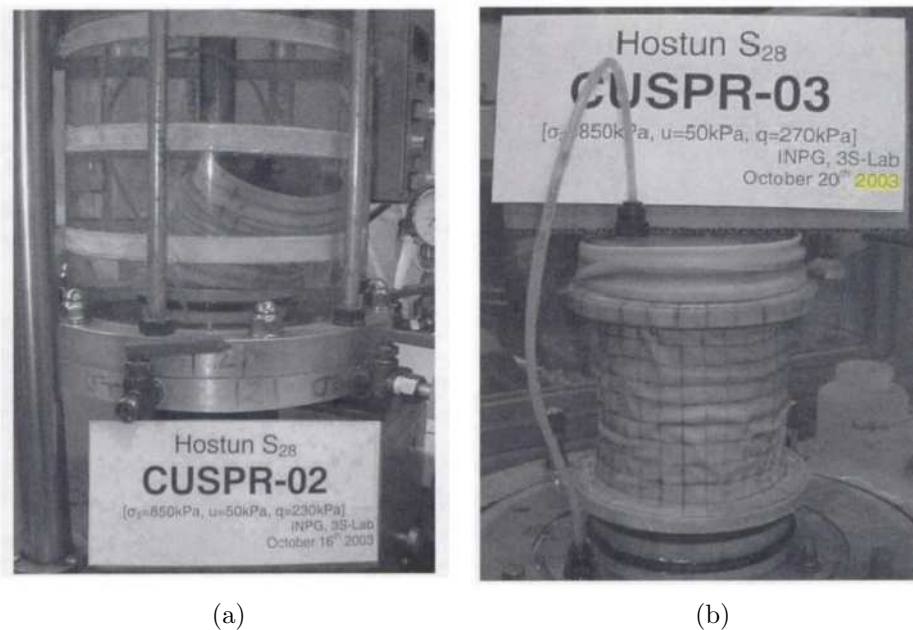 Hostun S₂₈
CUSPR-02
[σ₃=850kPa, u=50kPa, q=230kPa]
INPG, 3S-Lab
October 16ᵗʰ 2003
(a)
Hostun S₂₈
CUSPR-03
[σ₃=850kPa, u=50kPa, q=270kPa]
INPG, 3S-Lab
October 20ᵗʰ 2003
(b)